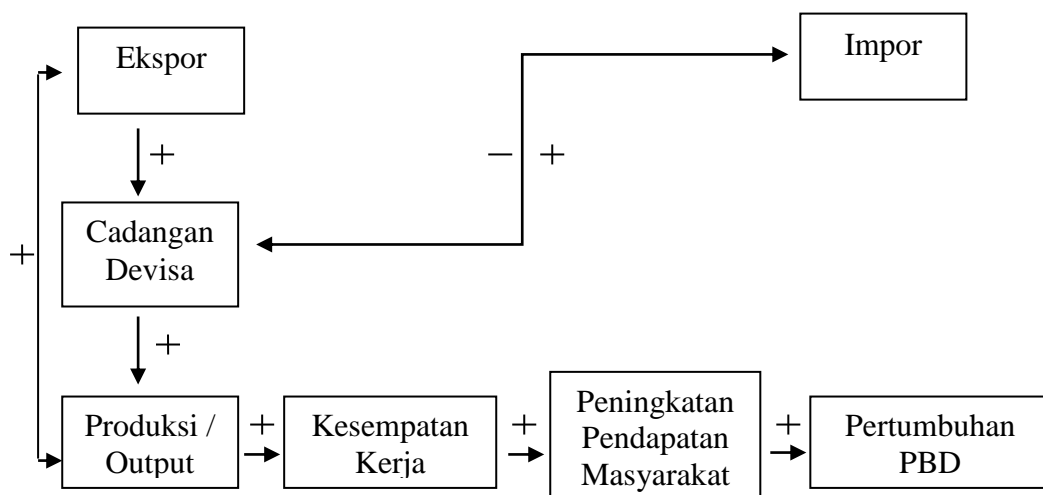 Ekspor
Impor
+
− +
Cadangan
Devisa
+
+
Produksi /
Output
+
Kesempatan
Kerja
+
Peningkatan
Pendapatan
Masyarakat
+
Pertumbuhan
PBD